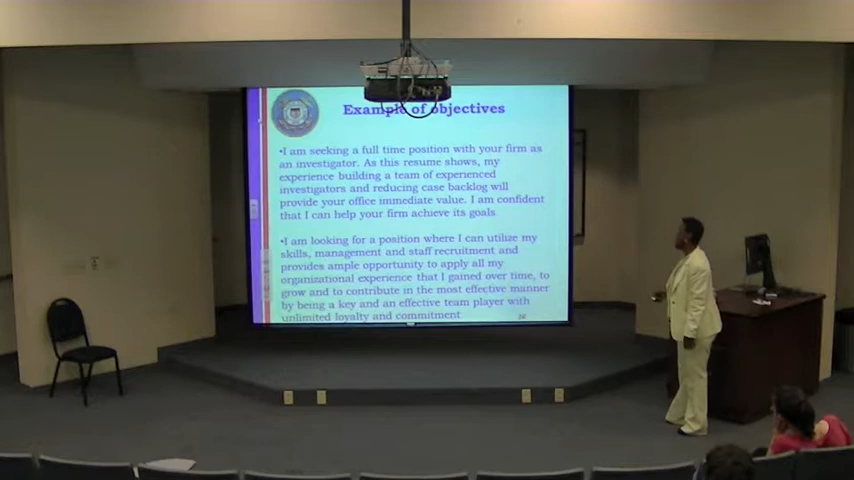 Example of objectives
•I am seeking a full time position with your firm as
an investigator. As this resume shows, my
experience building a team of experienced
investigators and reducing case backlog will
provide your office immediate value. I am confident
that I can help your firm achieve its goals.
•I am looking for a position where I can utilize my
skills, management and staff recruitment and
provides ample opportunity to apply all my
organizational experience that I gained over time, to
grow and to contribute in the most effective manner
by being a key and an effective team player with
unlimited loyalty and commitment